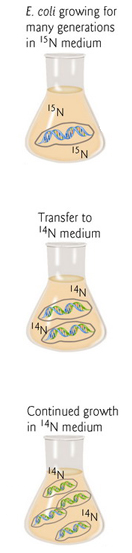 E. coli growing for
many generations
in ¹⁵N medium
¹⁵N
¹⁵N
Transfer to
¹⁴N medium
¹⁴N
¹⁴N
Continued growth
in ¹⁴N medium
¹⁴N
¹⁴N